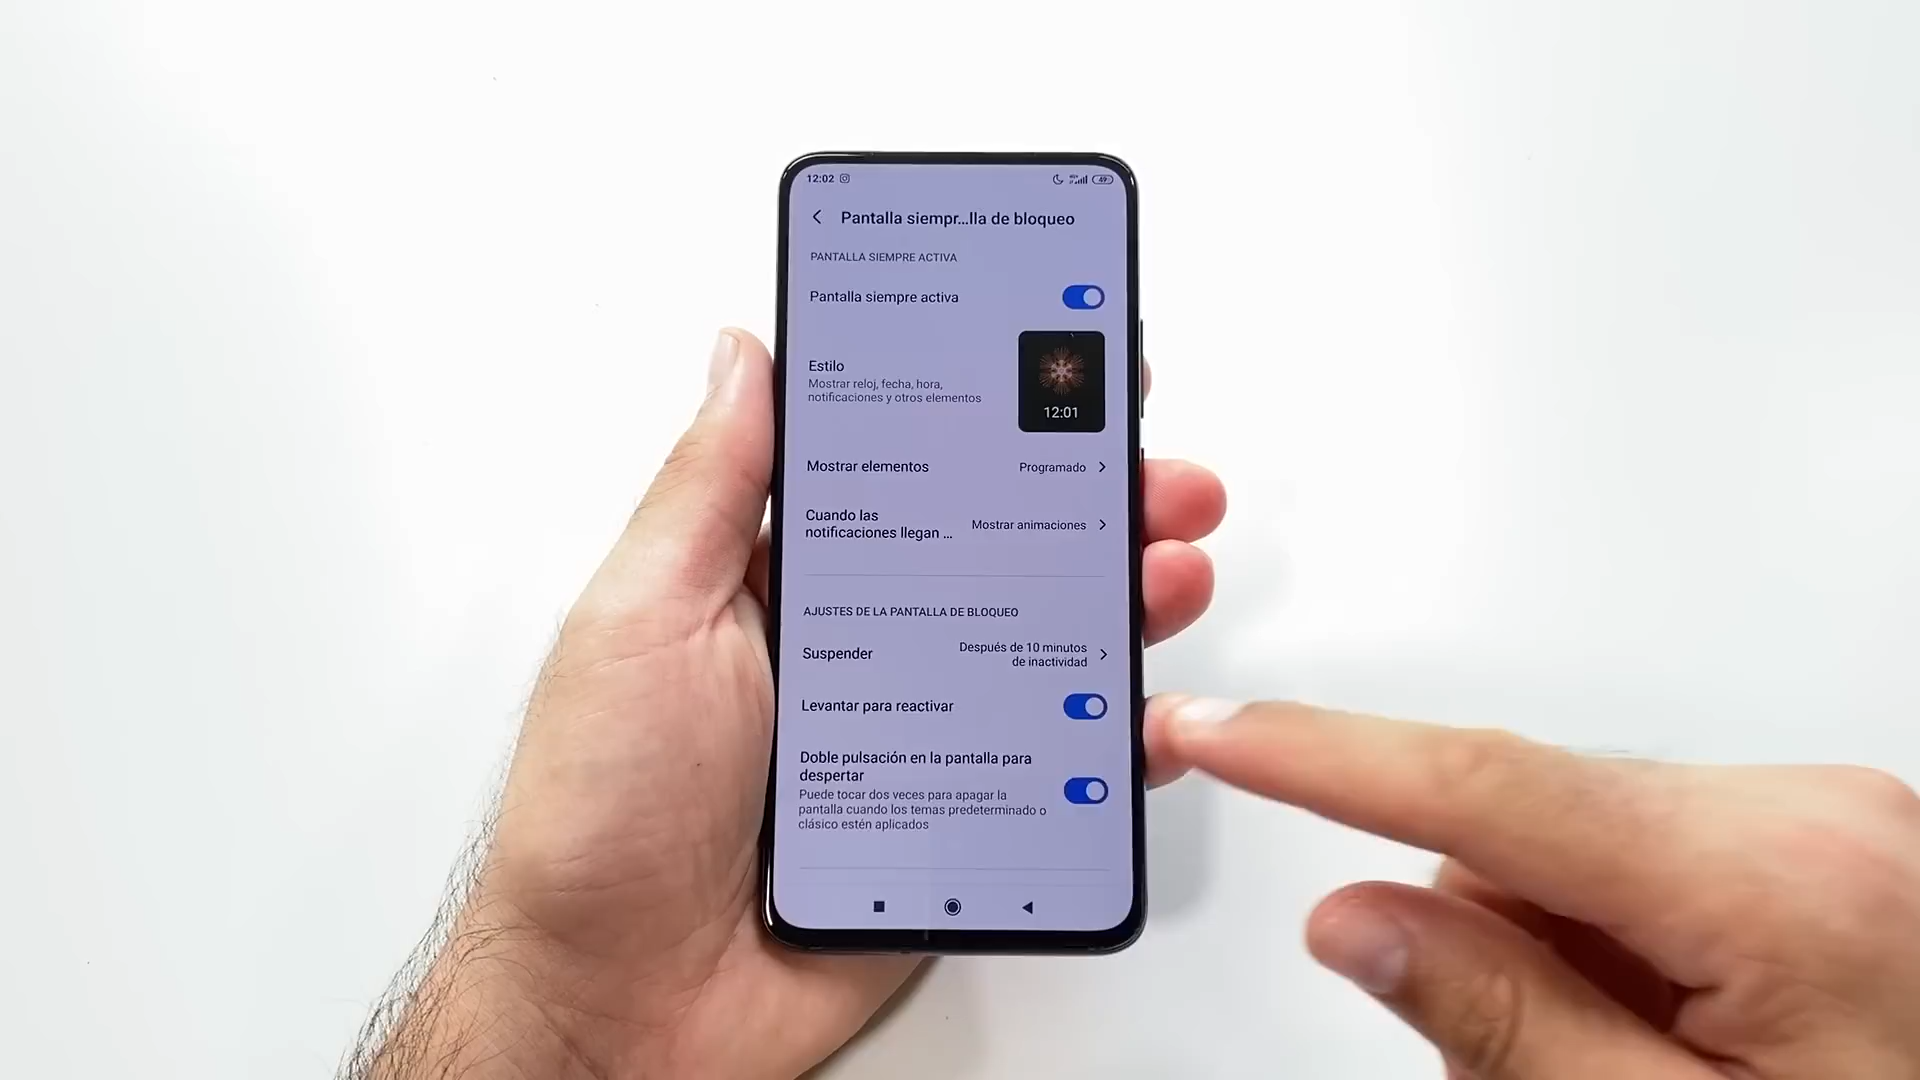 12:02
49
Pantalla siempr...lla de bloqueo
PANTALLA SIEMPRE ACTIVA
Pantalla siempre activa
Estilo
Mostrar reloj, fecha, hora,
notificaciones y otros elementos
12:01
Mostrar elementos
Programado
Cuando las
notificaciones llegan ...
Mostrar animaciones
AJUSTES DE LA PANTALLA DE BLOQUEO
Suspender
Después de 10 minutos
de inactividad
Levantar para reactivar
Doble pulsación en la pantalla para
despertar
Puede tocar dos veces para apagar la
pantalla cuando los temas predeterminado o
clásico estén aplicados